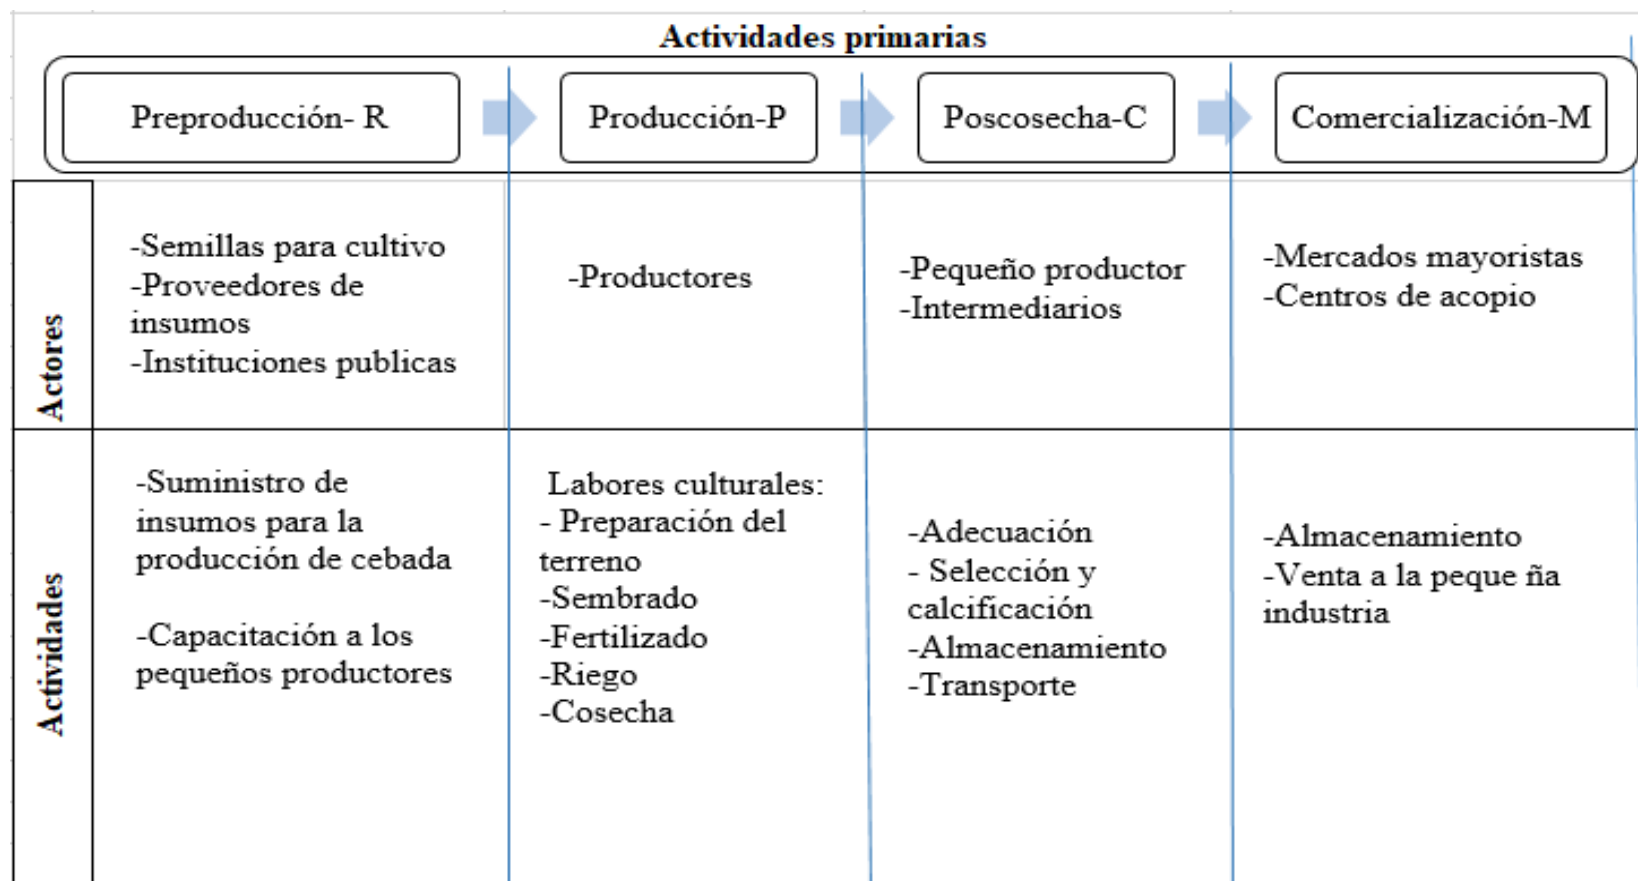 Actividades primarias
Preproducción- R
Producción-P
Poscosecha-C
Comercialización-M
Actores
-Semillas para cultivo
-Proveedores de
insumos
-Instituciones publicas
-Productores
-Pequeño productor
-Intermediarios
-Mercados mayoristas
-Centros de acopio
Actividades
-Suministro de
insumos para la
producción de cebada
-Capacitación a los
pequeños productores
Labores culturales:
- Preparación del
terreno
-Sembrado
-Fertilizado
-Riego
-Cosecha
-Adecuación
- Selección y
calcificación
-Almacenamiento
-Transporte
-Almacenamiento
-Venta a la peque ña
industria